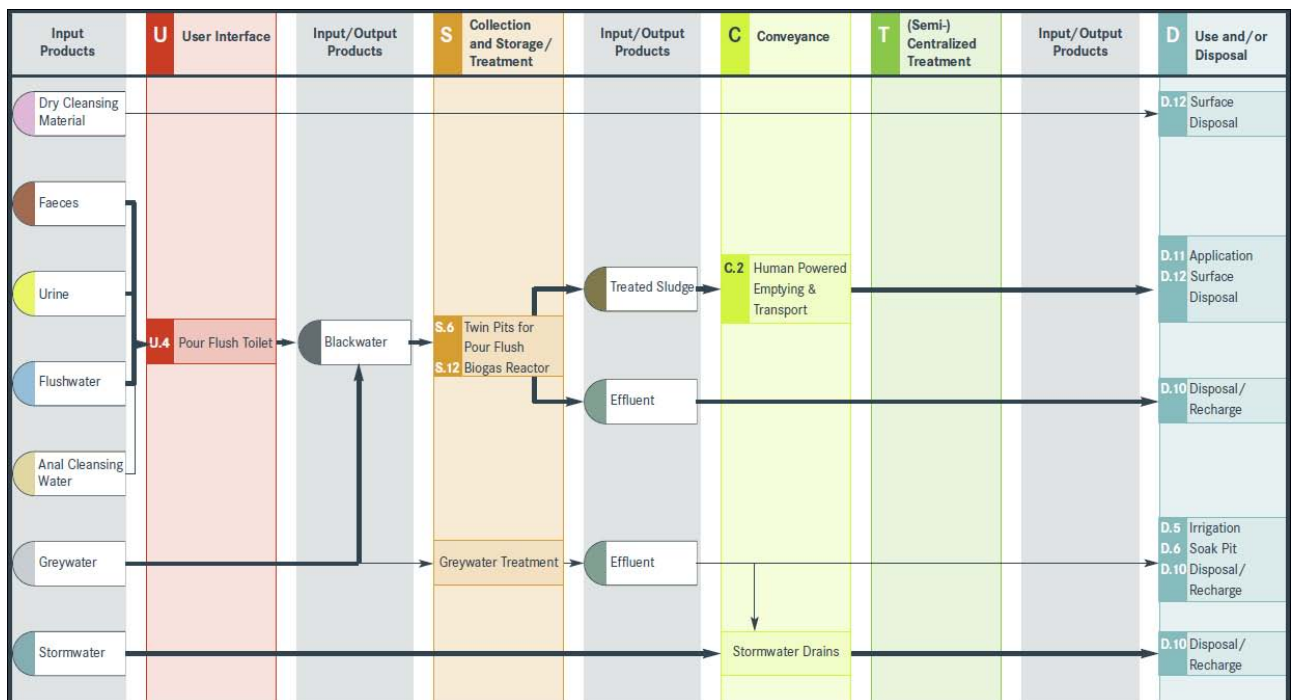 Input
Products
U User Interface
Input/Output
Products
S Collection
and Storage/
Treatment
Input/Output
Products
C Conveyance
T (Semi-)
Centralized
Treatment
Input/Output
Products
D Use and/or
Disposal
Dry Cleansing
Material
D.12 Surface
Disposal
Faeces
Urine
Flushwater
Anal Cleansing
Water
U.4 Pour Flush Toilet
Blackwater
S.6 Twin Pits for
Pour Flush
S.12 Biogas Reactor
Treated Sludge
C.2 Human Powered
Emptying &
Transport
D.11 Application
D.12 Surface
Disposal
Effluent
D.10 Disposal/
Recharge
Greywater
Greywater Treatment
Effluent
D.5 Irrigation
D.6 Soak Pit
D.10 Disposal/
Recharge
Stormwater
Stormwater Drains
D.10 Disposal/
Recharge